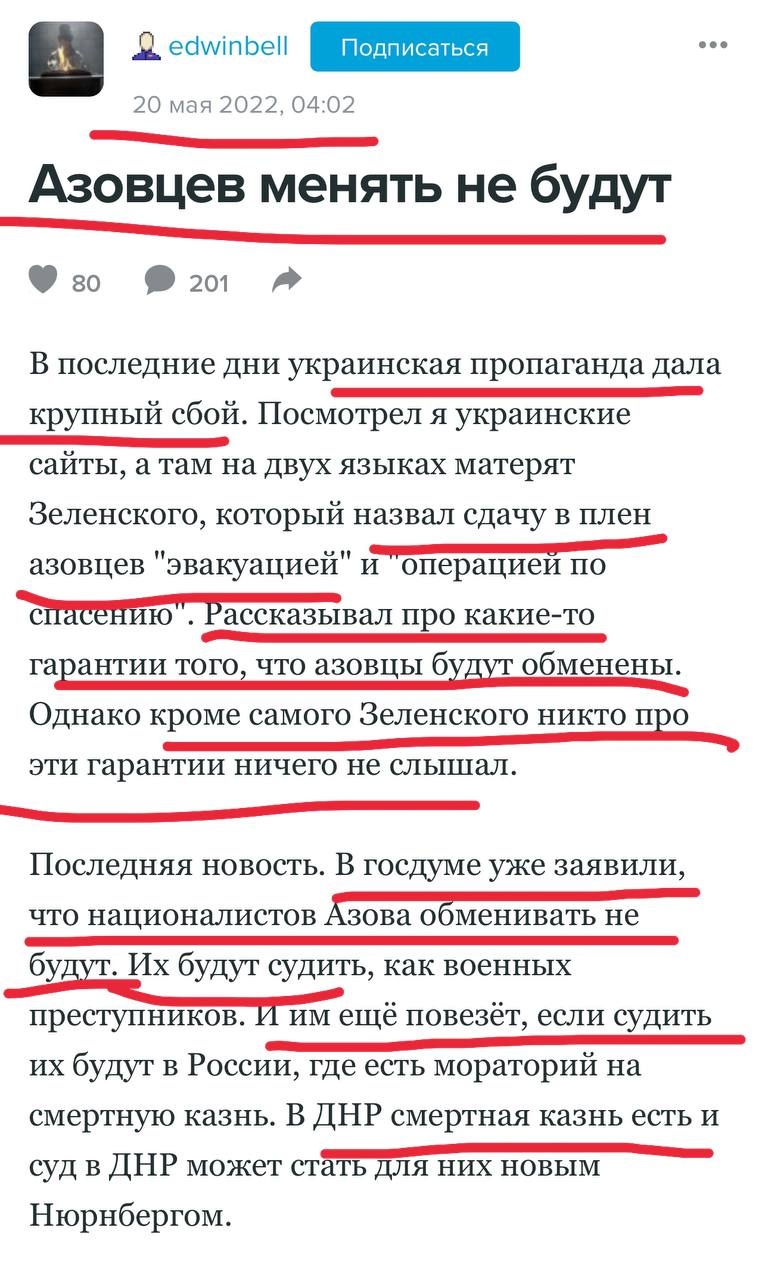 edwinbell
Подписаться
20 мая 2022, 04:02
Азовцев менять не будут
80
201
В последние дни украинская пропаганда дала
крупный сбой. Посмотрел я украинские
сайты, а там на двух языках матерят
Зеленского, который назвал сдачу в плен
азовцев "эвакуацией" и "операцией по
спасению". Рассказывал про какие-то
гарантии того, что азовцы будут обменены.
Однако кроме самого Зеленского никто про
эти гарантии ничего не слышал.
Последняя новость. В госдуме уже заявили,
что националистов Азова обменивать не
будут. Их будут судить, как военных
преступников. И им ещё повезёт, если судить
их будут в России, где есть мораторий на
смертную казнь. В ДНР смертная казнь есть и
суд в ДНР может стать для них новым
Нюрнбергом.